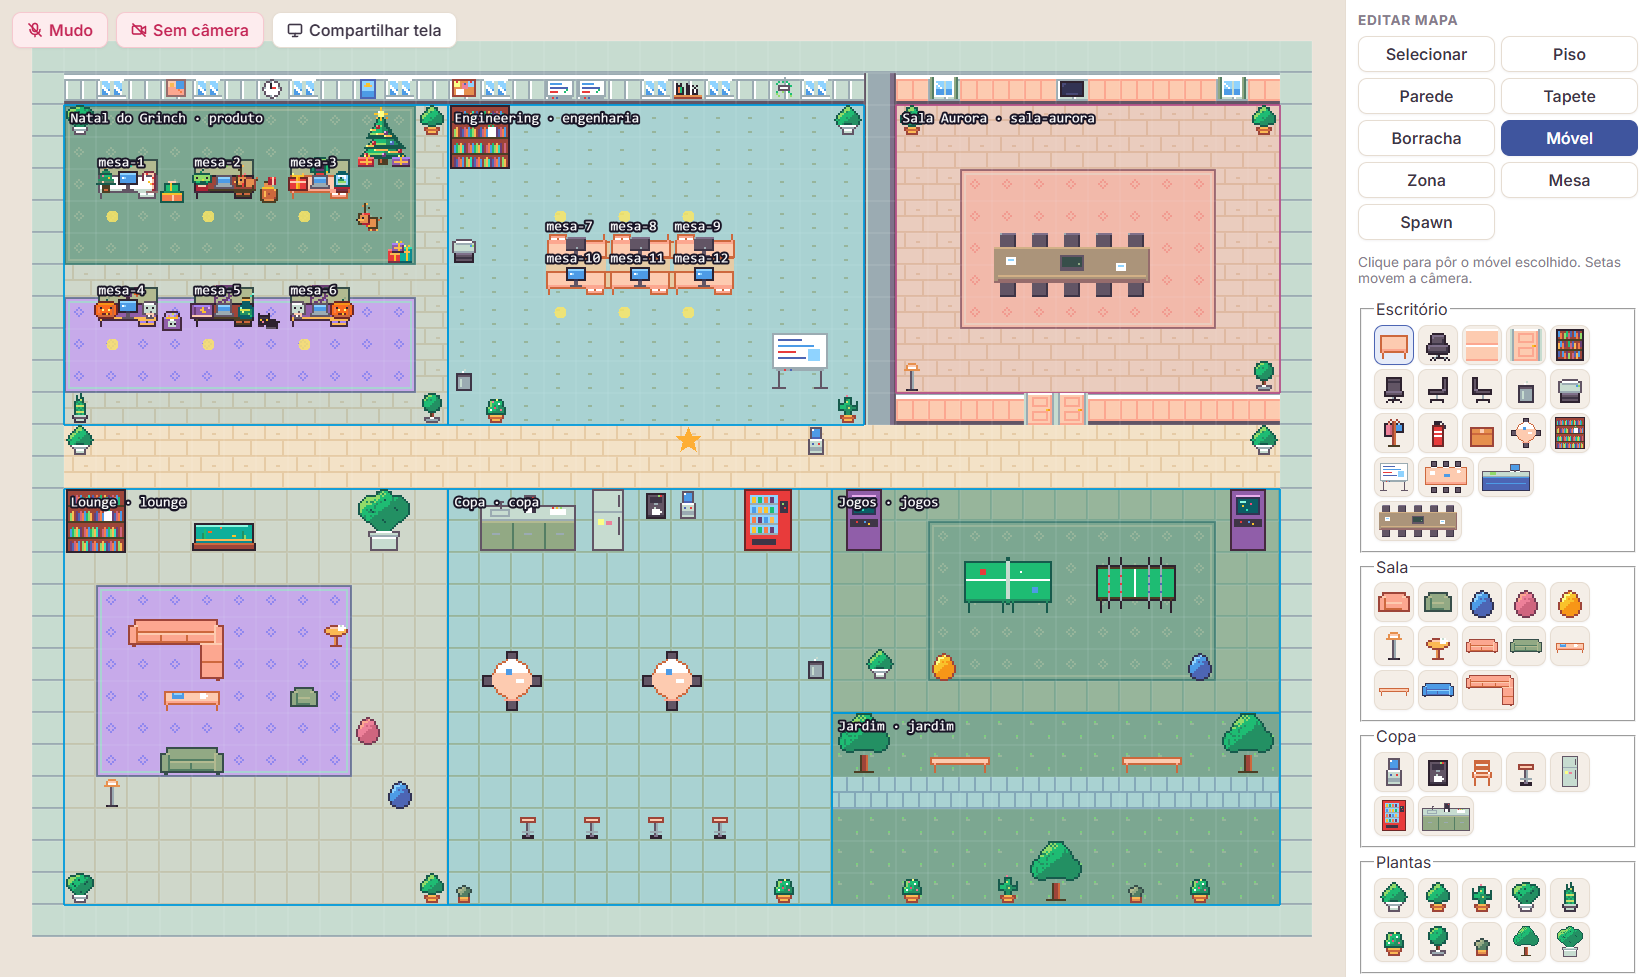 Mudo
Sem câmera
Compartilhar tela
Natal do Grinch · produto
Engineering · engenharia
Sala Aurora · sala-aurora
mesa-1
mesa-2
mesa-3
mesa-7
mesa-8
mesa-9
mesa-10
mesa-11
mesa-12
mesa-4
mesa-5
mesa-6
Lounge · lounge
Copa · copa
Jogos · jogos
Jardim · jardim
EDITAR MAPA
Selecionar
Piso
Parede
Tapete
Borracha
Móvel
Zona
Mesa
Spawn
Clique para pôr o móvel escolhido. Setas
movem a câmera.
Escritório
Sala
Copa
Plantas